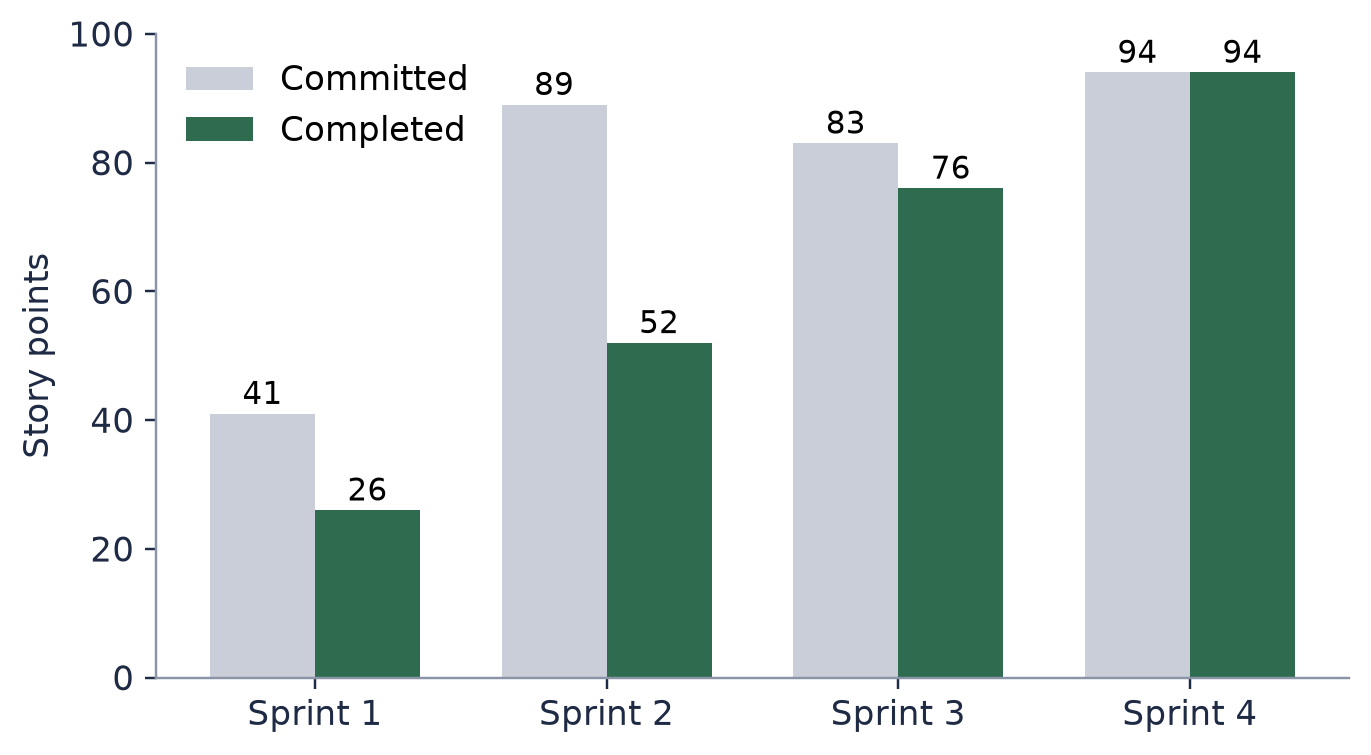 100
80
60
40
20
0
Story points
Committed
Completed
41
26
89
52
83
76
94
94
Sprint 1
Sprint 2
Sprint 3
Sprint 4